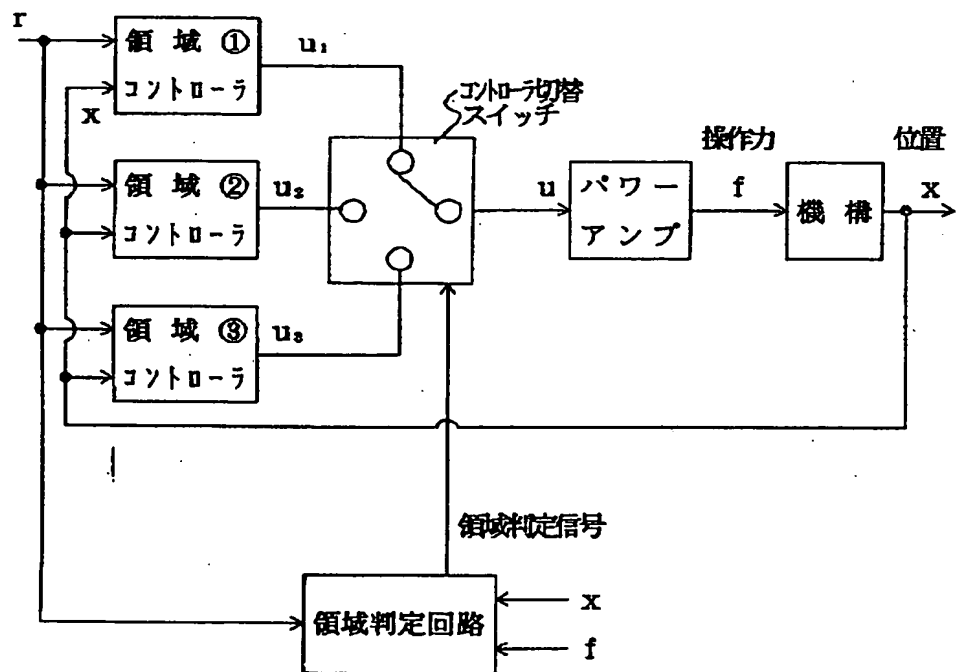 r
領域①
コントローラ
u₁
x
コントローラ切替
スイッチ
領域②
コントローラ
u₂
u
パワー
アンプ
操作力
f
機構
位置
x
領域③
コントローラ
u₃
領域判定信号
領域判定回路
x
f